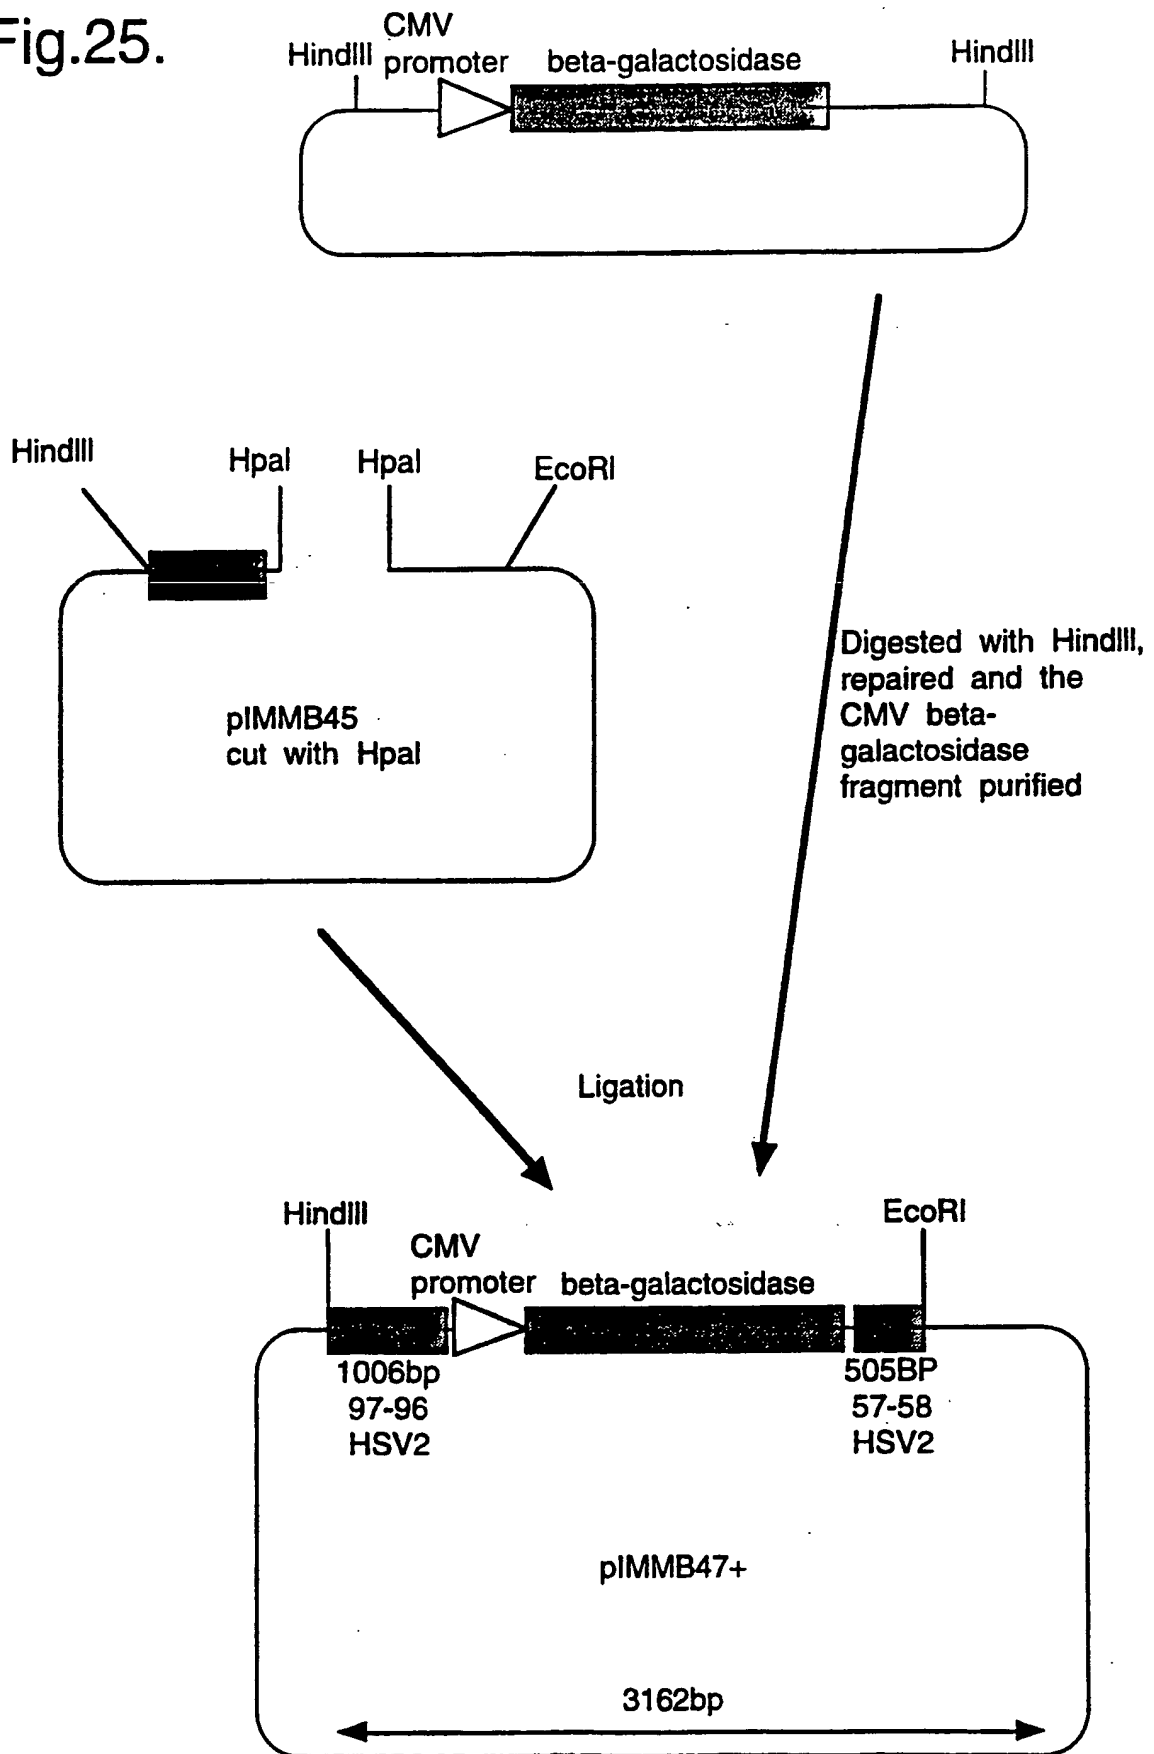 Fig.25.
CMV
HindIII promoter beta-galactosidase HindIII
HindIII HpaI HpaI EcoRI
pIMMB45
cut with HpaI
Digested with HindIII,
repaired and the
CMV beta-
galactosidase
fragment purified
Ligation
HindIII EcoRI
CMV
promoter beta-galactosidase
1006bp 505BP
97-96 57-58
HSV2 HSV2
pIMMB47+
3162bp